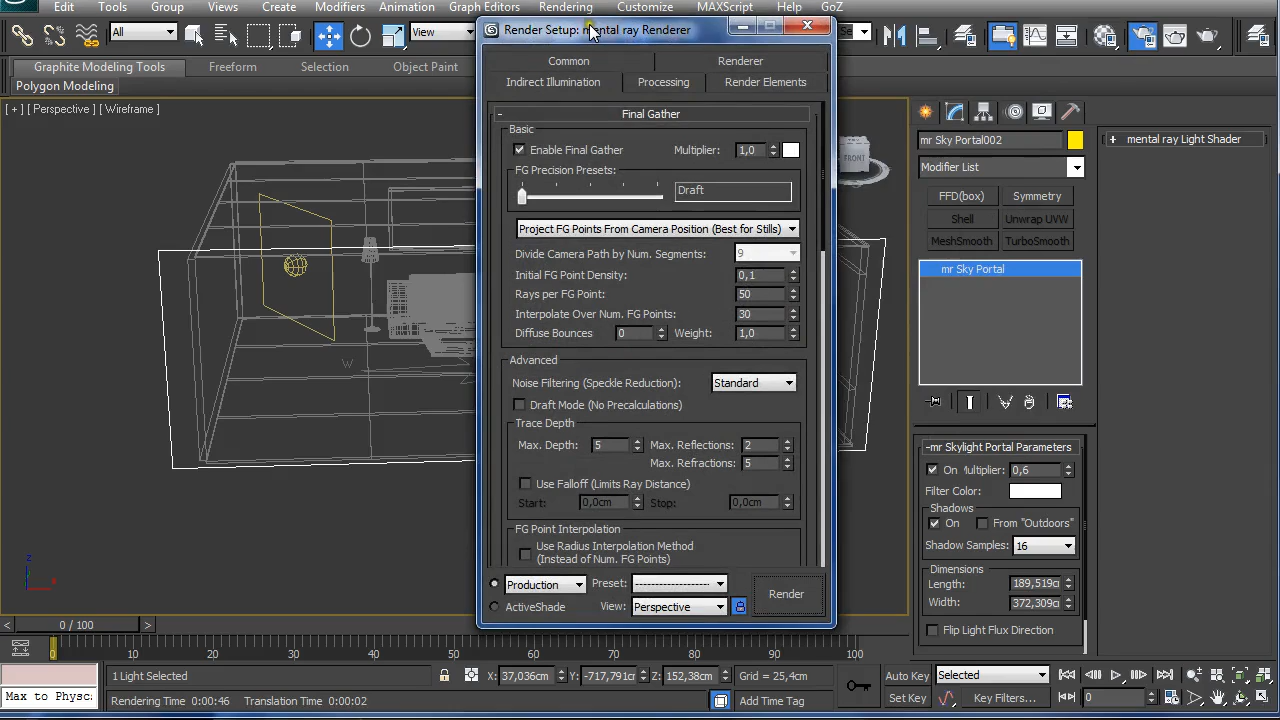 Edit Tools Group Views Create Modifiers Animation Graph Editors Rendering Customize MAXScript Help GoZ
All View Se
Graphite Modeling Tools Freeform Selection Object Paint
Polygon Modeling
[ + ] [ Perspective ] [ Wireframe ]
FRONT
W
Z
z
x
Render Setup: mental ray Renderer
Common Renderer
Indirect Illumination Processing Render Elements
- Final Gather
Basic
Enable Final Gather Multiplier: 1,0
FG Precision Presets:
Draft
Project FG Points From Camera Position (Best for Stills)
Divide Camera Path by Num. Segments: 9
Initial FG Point Density: 0,1
Rays per FG Point: 50
Interpolate Over Num. FG Points: 30
Diffuse Bounces 0 Weight: 1,0
Advanced
Noise Filtering (Speckle Reduction): Standard
Draft Mode (No Precalculations)
Trace Depth
Max. Depth: 5 Max. Reflections: 2
Max. Refractions: 5
Use Falloff (Limits Ray Distance)
Start: 0,0cm Stop: 0,0cm
FG Point Interpolation
Use Radius Interpolation Method
(Instead of Num. FG Points)
Production Preset: --------------------
Render
ActiveShade View: Perspective
mr Sky Portal002
Modifier List
FFD(box) Symmetry
Shell Unwrap UVW
MeshSmooth TurboSmooth
mr Sky Portal
-mr Skylight Portal Parameters
On Multiplier: 0,6
Filter Color:
Shadows
On From "Outdoors"
Shadow Samples: 16
Dimensions
Length: 189,519c
Width: 372,309c
Flip Light Flux Direction
+ mental ray Light Shader
< 0 / 100 >
0 10 20 30 40 50 60 70 80 90 100
1 Light Selected X: 37,036cm Y: -717,791c Z: 152,38cm Grid = 25,4cm Auto Key Selected
Max to Physc: Rendering Time 0:00:46 Translation Time 0:00:02 Add Time Tag Set Key Key Filters... 0